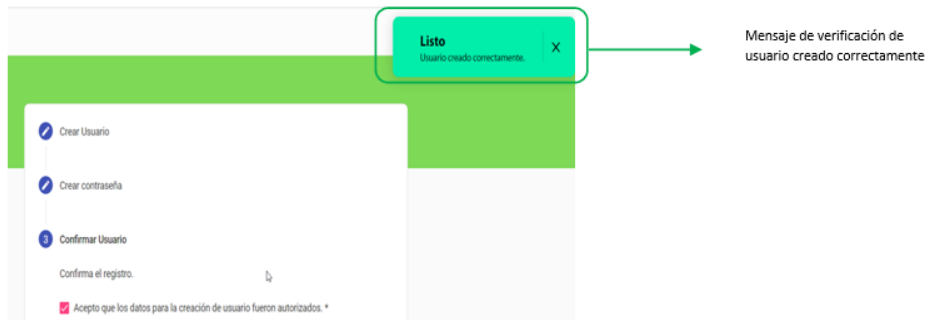 Listo
Usuario creado correctamente.
X
Mensaje de verificación de
usuario creado correctamente
Crear Usuario
Crear contraseña
3 Confirmar Usuario
Confirma el registro.
Acepto que los datos para la creación de usuario fueron autorizados. *